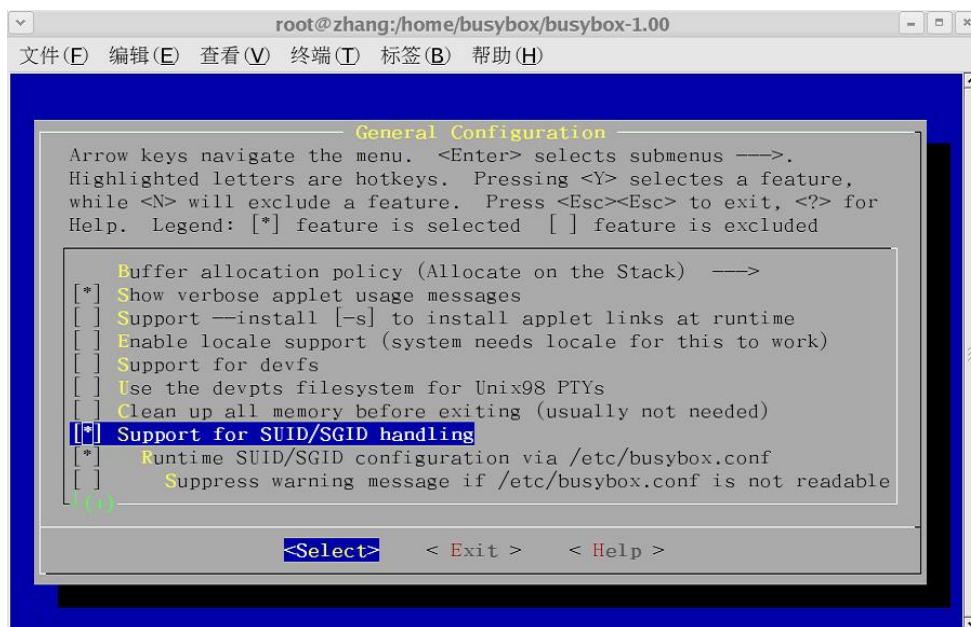 root@zhang:/home/busybox/busybox-1.00
文件(F) 编辑(E) 查看(V) 终端(T) 标签(B) 帮助(H)
General Configuration
Arrow keys navigate the menu. <Enter> selects submenus --->.
Highlighted letters are hotkeys. Pressing <Y> selectes a feature,
while <N> will exclude a feature. Press <Esc><Esc> to exit, <?> for
Help. Legend: [*] feature is selected [ ] feature is excluded
Buffer allocation policy (Allocate on the Stack) --->
[*] Show verbose applet usage messages
[ ] Support --install [-s] to install applet links at runtime
[ ] Enable locale support (system needs locale for this to work)
[ ] Support for devfs
[ ] Use the devpts filesystem for Unix98 PTYs
[ ] Clean up all memory before exiting (usually not needed)
[*] Support for SUID/SGID handling
[*] Runtime SUID/SGID configuration via /etc/busybox.conf
[ ] Suppress warning message if /etc/busybox.conf is not readable
(+)
<Select> < Exit > < Help >